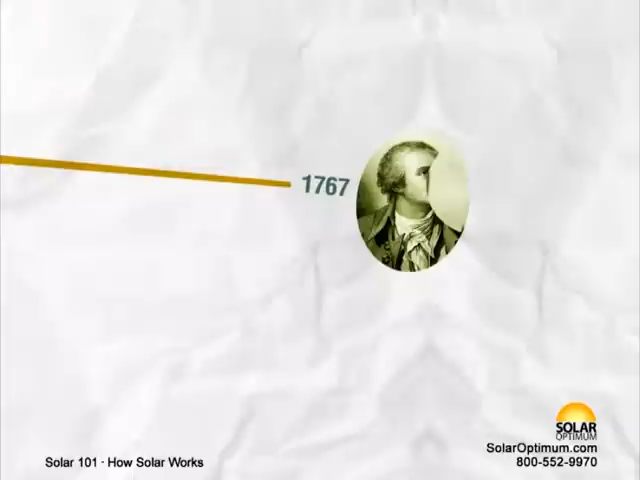 1767
SOLAR
OPTIMUM
SolarOptimum.com
Solar 101 · How Solar Works
800-552-9970